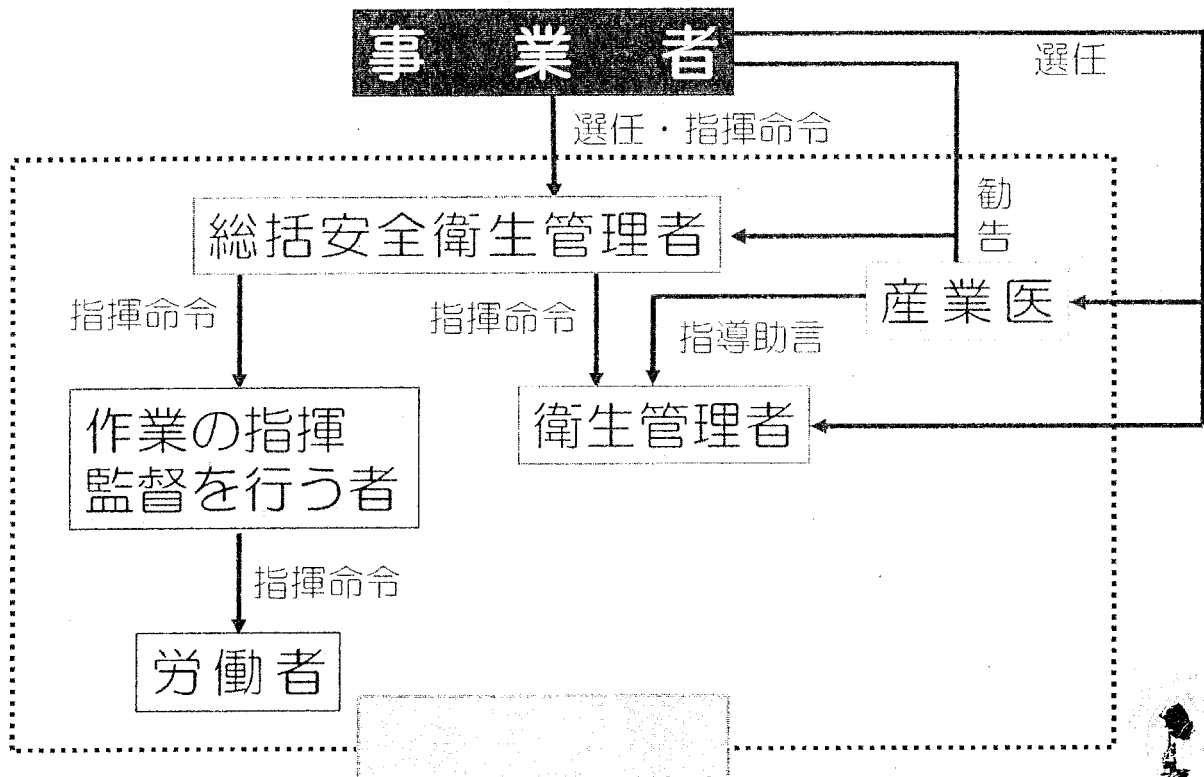 事業者
選任
選任・指揮命令
勧告
総括安全衛生管理者
産業医
指揮命令
指揮命令
指導助言
作業の指揮
監督を行う者
衛生管理者
指揮命令
労働者